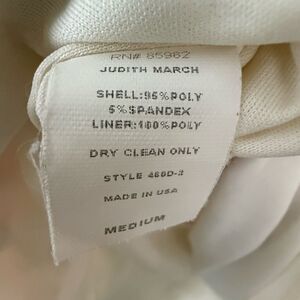 RN# 85962
JUDITH MARCH
SHELL:95%POLY
5%SPANDEX
LINER:100%POLY
DRY CLEAN ONLY
STYLE 460D-2
MADE IN USA
MEDIUM